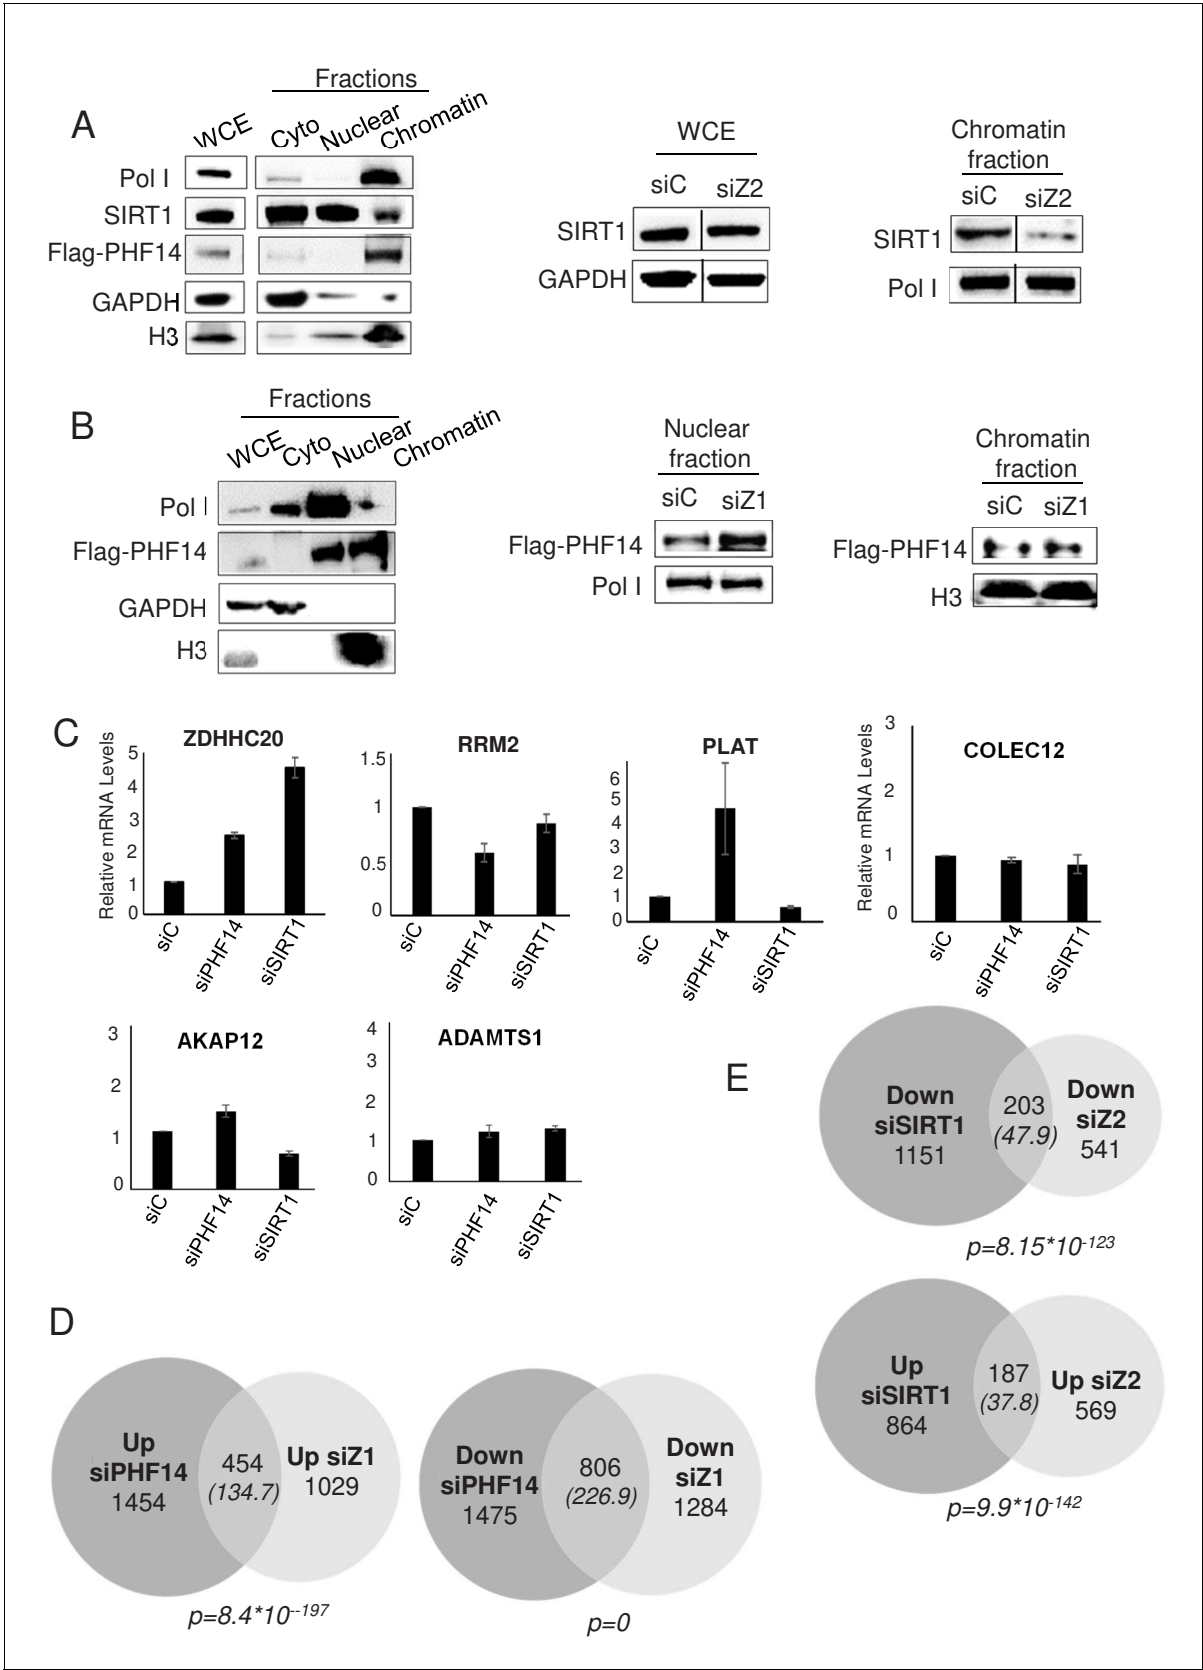 A
Fractions
WCE
Cyto
Nuclear
Chromatin
Pol I
SIRT1
Flag-PHF14
GAPDH
H3
WCE
siC siZ2
SIRT1
GAPDH
Chromatin
fraction
siC siZ2
SIRT1
Pol I
B
Fractions
WCE
Cyto
Nuclear
Chromatin
Pol I
Flag-PHF14
GAPDH
H3
Nuclear
fraction
siC siZ1
Flag-PHF14
Pol I
Chromatin
fraction
siC siZ1
Flag-PHF14
H3
C
Relative mRNA Levels
ZDHHC20
5
4
3
2
1
0
siC
siPHF14
siSIRT1
RRM2
1.5
1
0.5
0
siC
siPHF14
siSIRT1
PLAT
6
5
4
3
2
1
0
siC
siPHF14
siSIRT1
Relative mRNA Levels
COLEC12
3
2
1
0
siC
siPHF14
siSIRT1
AKAP12
3
2
1
0
siC
siPHF14
siSIRT1
ADAMTS1
4
3
2
1
0
siC
siPHF14
siSIRT1
E
Down
siSIRT1
1151
203
(47.9)
Down
siZ2
541
p=8.15*10-123
Up
siSIRT1
864
187
(37.8)
Up siZ2
569
p=9.9*10-142
D
Up
siPHF14
1454
454
(134.7)
Up siZ1
1029
p=8.4*10--197
Down
siPHF14
1475
806
(226.9)
Down
siZ1
1284
p=0